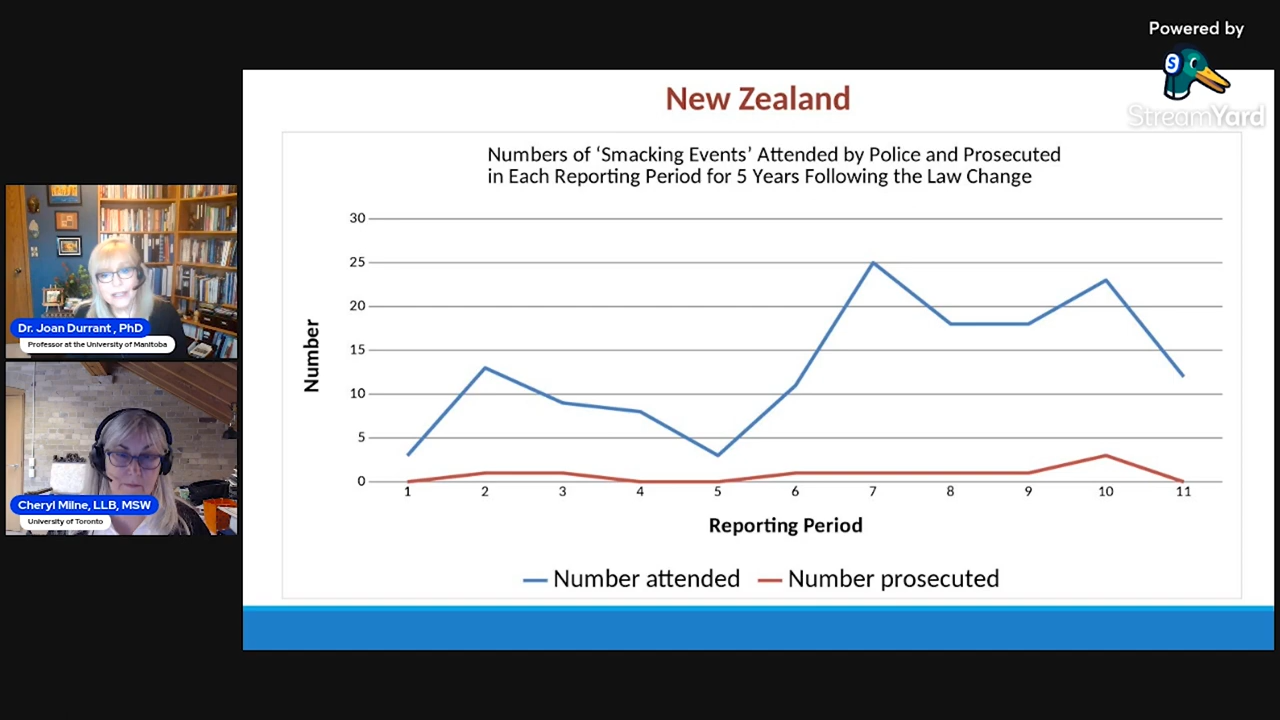 Powered by
S
StreamYard
New Zealand
Numbers of ‘Smacking Events’ Attended by Police and Prosecuted
in Each Reporting Period for 5 Years Following the Law Change
30
25
20
15
10
5
0
Number
1 2 3 4 5 6 7 8 9 10 11
Reporting Period
Number attended Number prosecuted
Dr. Joan Durrant , PhD
Professor at the University of Manitoba
Cheryl Milne, LLB, MSW
University of Toronto